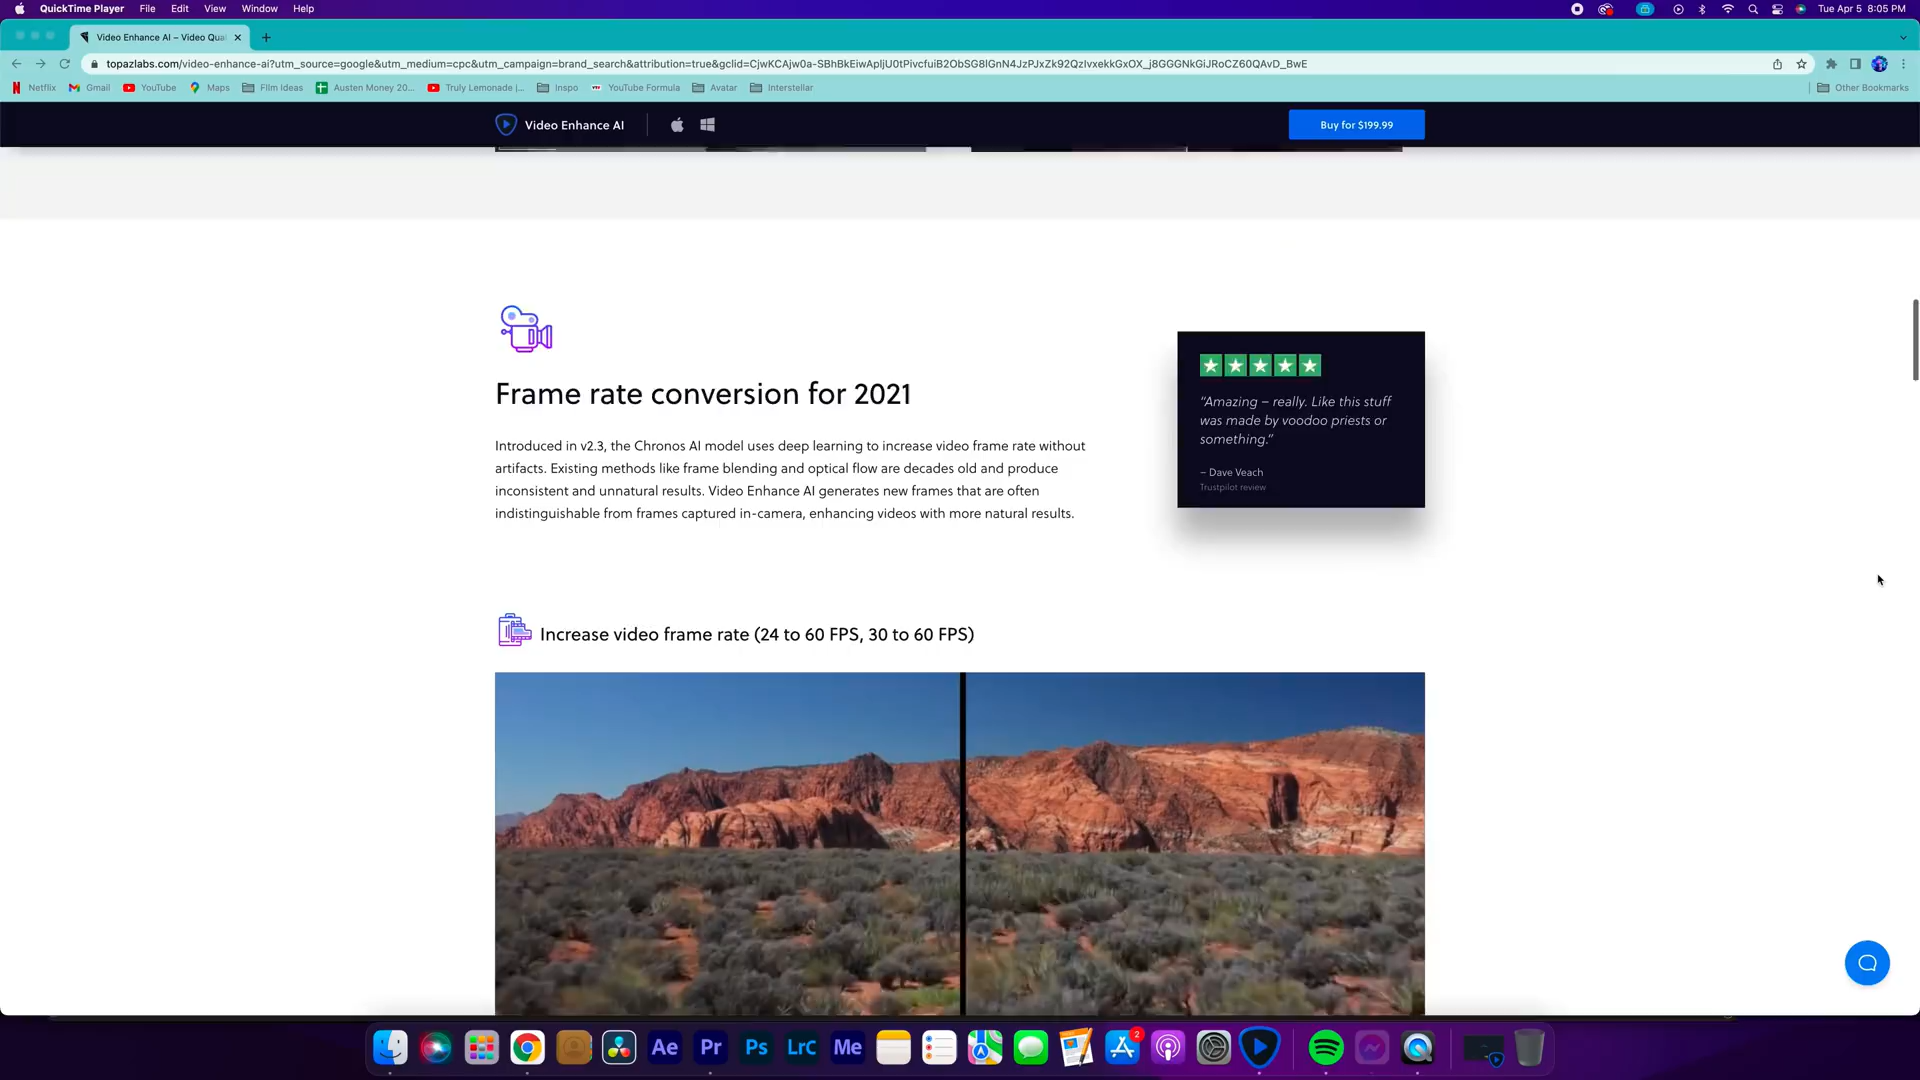 QuickTime Player File Edit View Window Help Tue Apr 5 8:05 PM
Video Enhance AI – Video Qua
topazlabs.com/video-enhance-ai?utm_source=google&utm_medium=cpc&utm_campaign=brand_search&attribution=true&gclid=
Netflix Gmail YouTube Maps Film Ideas Austen Money 20... Truly Lemonade |... Inspo YouTube Formula Avatar Interstellar Other Bookmarks
Video Enhance AI Buy for $199.99
Frame rate conversion for 2021
Introduced in v2.3, the Chronos AI model uses deep learning to increase video frame rate without
artifacts. Existing methods like frame blending and optical flow are decades old and produce
inconsistent and unnatural results. Video Enhance AI generates new frames that are often
indistinguishable from frames captured in-camera, enhancing videos with more natural results.
“Amazing – really. Like this stuff
was made by voodoo priests or
something.”
– Dave Veach
Trustpilot review
Increase video frame rate (24 to 60 FPS, 30 to 60 FPS)
Ae Pr Ps LrC Me 2